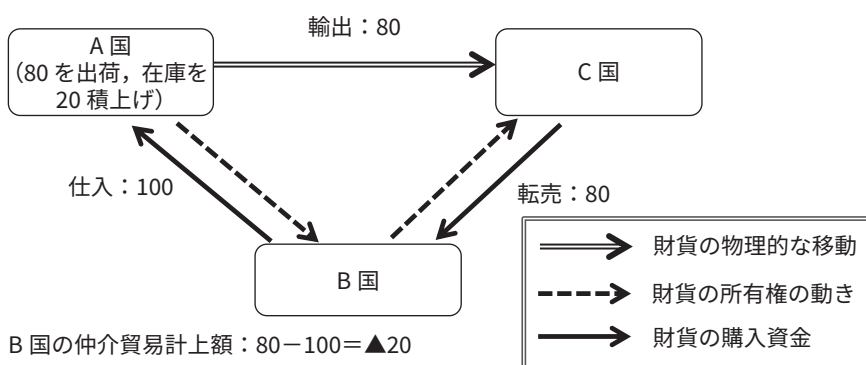 輸出：80
A 国
（80 を出荷，在庫を
20 積上げ）
C 国
仕入：100
転売：80
B 国
財貨の物理的な移動
財貨の所有権の動き
財貨の購入資金
B 国の仲介貿易計上額：80－100＝▲20